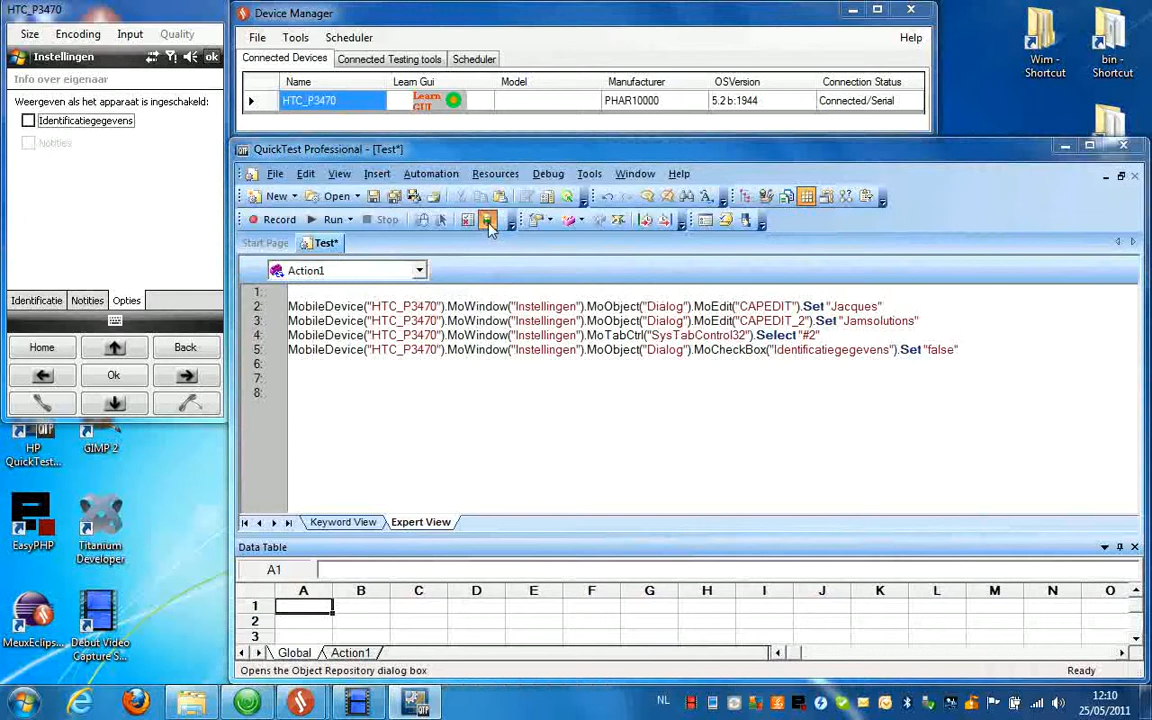 HTC_P3470
Size Encoding Input Quality
Instellingen ok
Info over eigenaar
Weergeven als het apparaat is ingeschakeld:
Identificatiegegevens
Notities
Identificatie Notities Opties
Home Back
Ok
Device Manager
File Tools Scheduler Help
Connected Devices Connected Testing tools Scheduler
Name Learn Gui Model Manufacturer OSVersion Connection Status
HTC_P3470 Learn GUI PHAR10000 5.2 b:1944 Connected/Serial
QuickTest Professional - [Test*]
File Edit View Insert Automation Resources Debug Tools Window Help
New Open
Record Run Stop
Start Page Test*
Action1
1:
2: MobileDevice("HTC_P3470").MoWindow("Instellingen").MoObject("Dialog").MoEdit("CAPEDIT").Set "Jacques"
3: MobileDevice("HTC_P3470").MoWindow("Instellingen").MoObject("Dialog").MoEdit("CAPEDIT_2").Set "Jamsolutions"
4: MobileDevice("HTC_P3470").MoWindow("Instellingen").MoTabCtrl("SysTabControl32").Select "#2"
5: MobileDevice("HTC_P3470").MoWindow("Instellingen").MoObject("Dialog").MoCheckBox("Identificatiegegevens").Set "false"
6:
7:
8:
Keyword View Expert View
Data Table
A1
A B C D E F G H I J K L M N O
1
2
3
Global Action1
Opens the Object Repository dialog box Ready
Wim - Shortcut
bin - Shortcut
HP QuickTest...
GIMP 2
EasyPHP
Titanium Developer
MeuxEclips...
Debut Video Capture S...
NL
12:10
25/05/2011